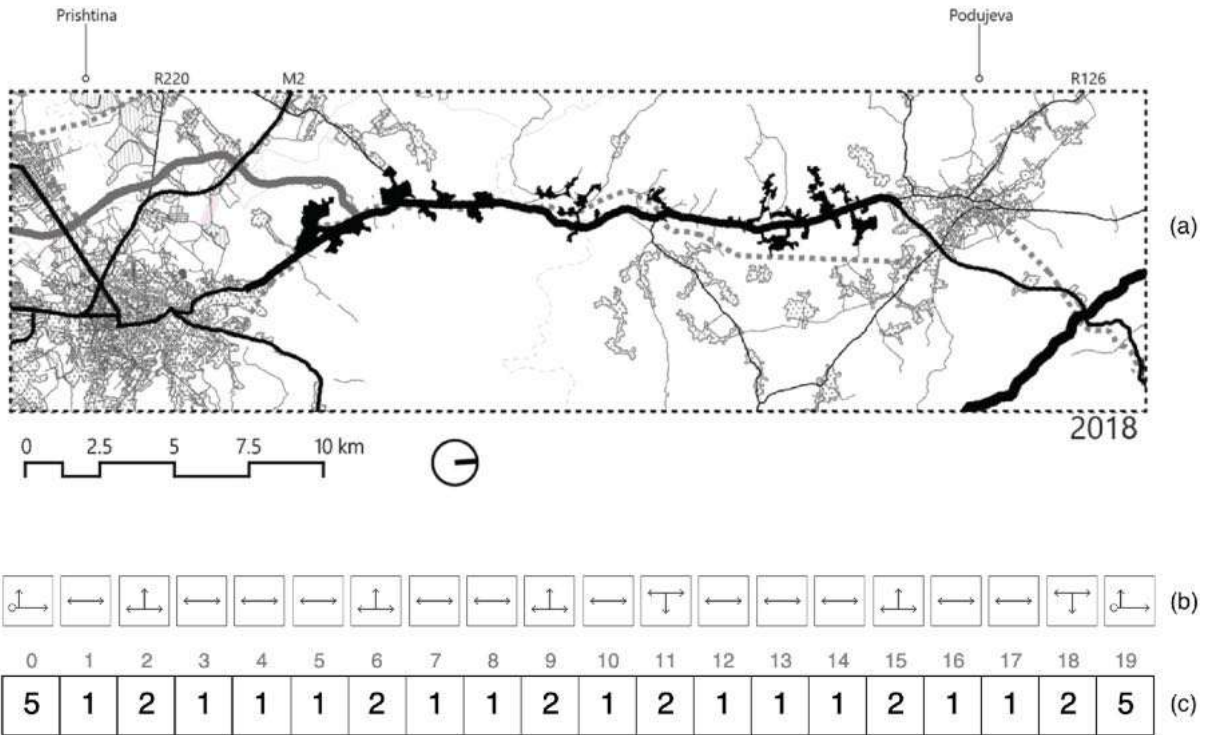 Prishtina Podujeva
R220 M2 R126
(a)
2018
0 2.5 5 7.5 10 km
(b)
0 1 2 3 4 5 6 7 8 9 10 11 12 13 14 15 16 17 18 19
5 1 2 1 1 1 2 1 1 2 1 2 1 1 1 2 1 1 2 5 (c)